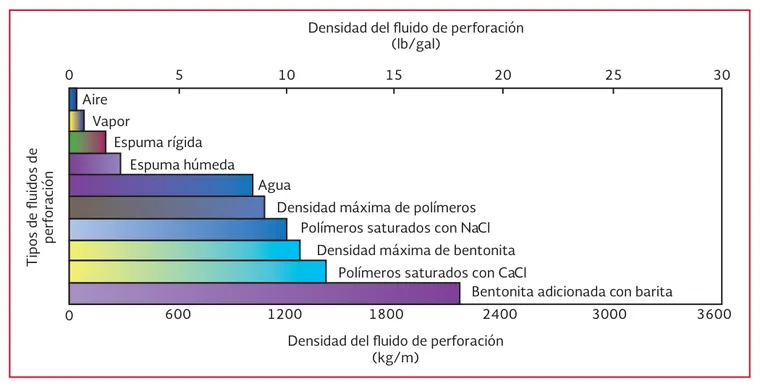 Densidad del fluido de perforación
(lb/gal)
0 5 10 15 20 25 30
Aire
Vapor
Espuma rígida
Espuma húmeda
Agua
Densidad máxima de polímeros
Polímeros saturados con NaCl
Densidad máxima de bentonita
Polímeros saturados con CaCl
Bentonita adicionada con barita
Tipos de fluidos de
perforación
0 600 1200 1800 2400 3000 3600
Densidad del fluido de perforación
(kg/m)